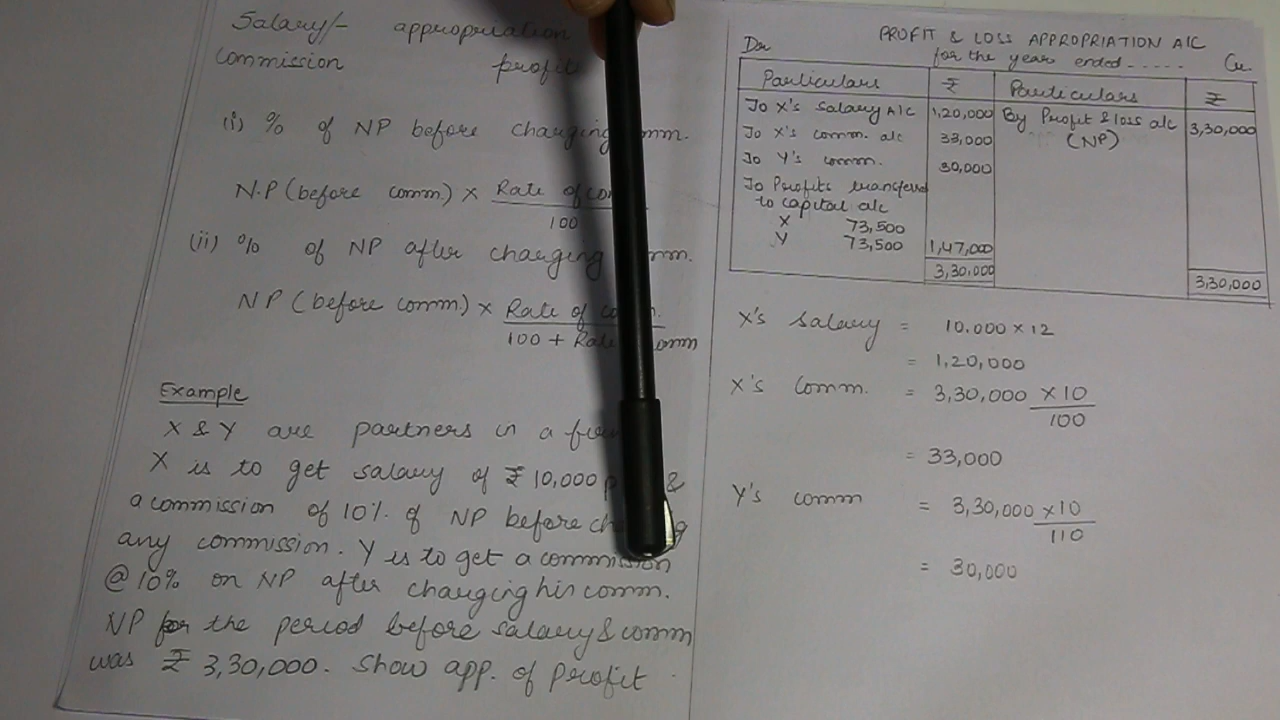 Salary/- appropriation
commission profit
(i) % of NP before charging comm.
N.P (before comm.) × Rate of co
100
(ii) % of NP after charging mm.
NP (before comm.) × Rate of co m.
100 + Rate omm
Example
X & Y are partners in a fir
X is to get salary of ₹ 10,000 p &
a commission of 10%. of NP before ch g
any commission. Y is to get a commission
@ 10% on NP after charging his comm.
NP for the period before salary & comm
was ₹ 3,30,000. Show app. of Profit
PROFIT & LOSS APPROPRIATION A/C
Dr for the year ended ...... Cr.
Particulars ₹ Particulars ₹
To X's Salary A/C 1,20,000 By Profit & loss a/c 3,30,000
To X's comm. a/c 33,000 (NP)
To Y's comm. 30,000
To Profits transferred
to capital a/c
X 73,500
Y 73,500 1,47,000
3,30,000 3,30,000
X's salary = 10.000 × 12
= 1,20,000
X's Comm. = 3,30,000 × 10
100
= 33,000
Y's comm = 3,30,000 × 10
110
= 30,000